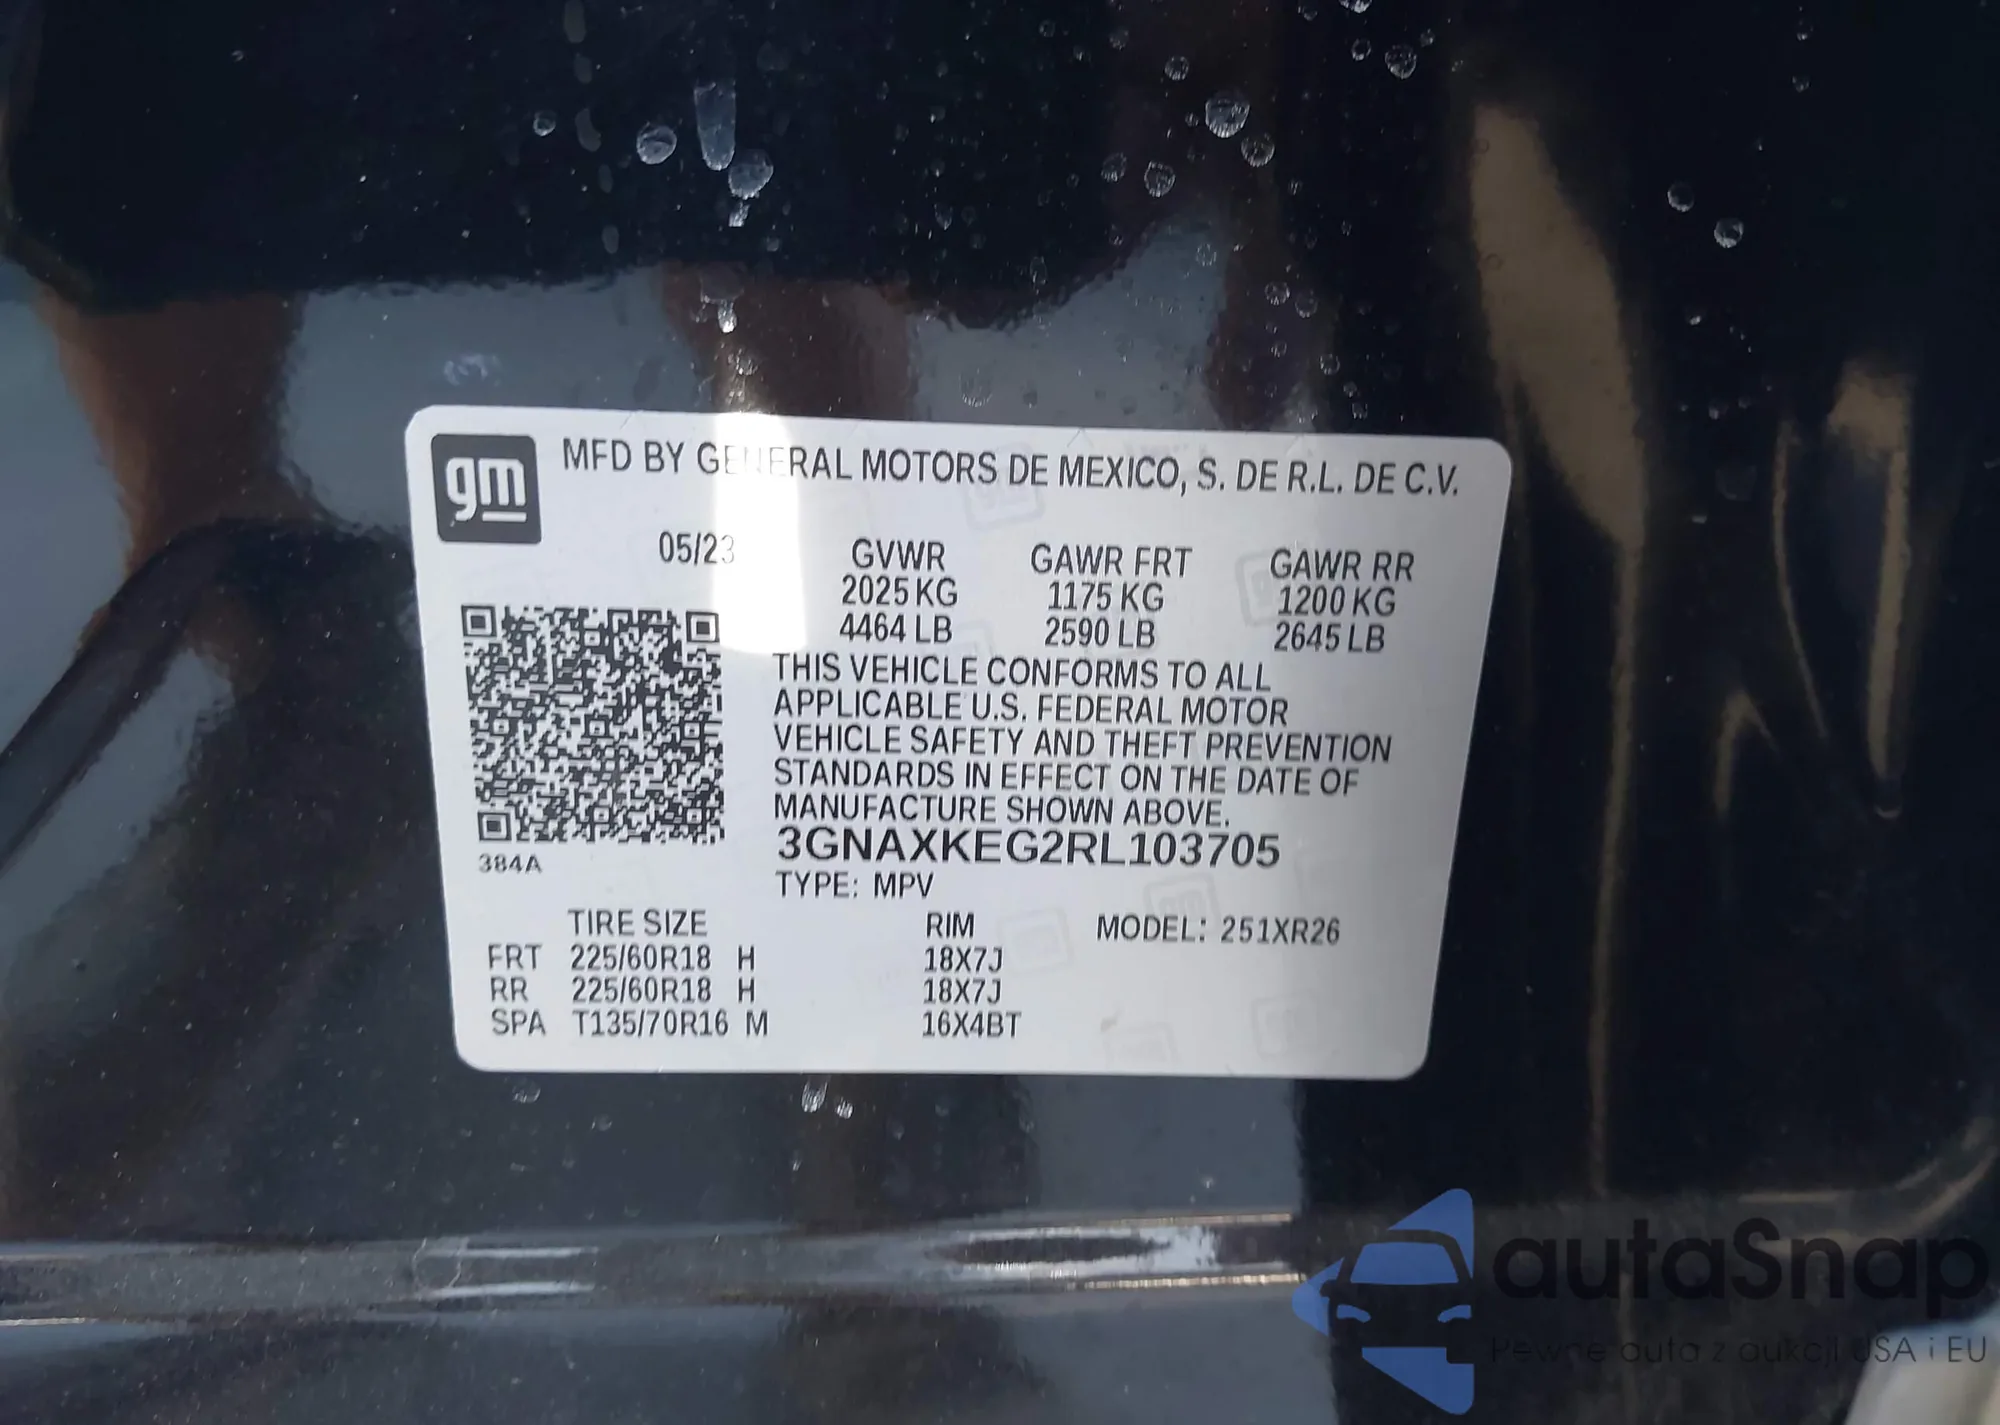 gm
MFD BY GENERAL MOTORS DE MEXICO, S. DE R.L. DE C.V.
05/23
GVWR GAWR FRT GAWR RR
2025 KG 1175 KG 1200 KG
4464 LB 2590 LB 2645 LB
THIS VEHICLE CONFORMS TO ALL
APPLICABLE U.S. FEDERAL MOTOR
VEHICLE SAFETY AND THEFT PREVENTION
STANDARDS IN EFFECT ON THE DATE OF
MANUFACTURE SHOWN ABOVE.
3GNAXKEG2RL103705
384A
TYPE: MPV
TIRE SIZE RIM MODEL: 251XR26
FRT 225/60R18 H 18X7J
RR 225/60R18 H 18X7J
SPA T135/70R16 M 16X4BT
autaSnap
Pewne auta z aukcji USA i EU